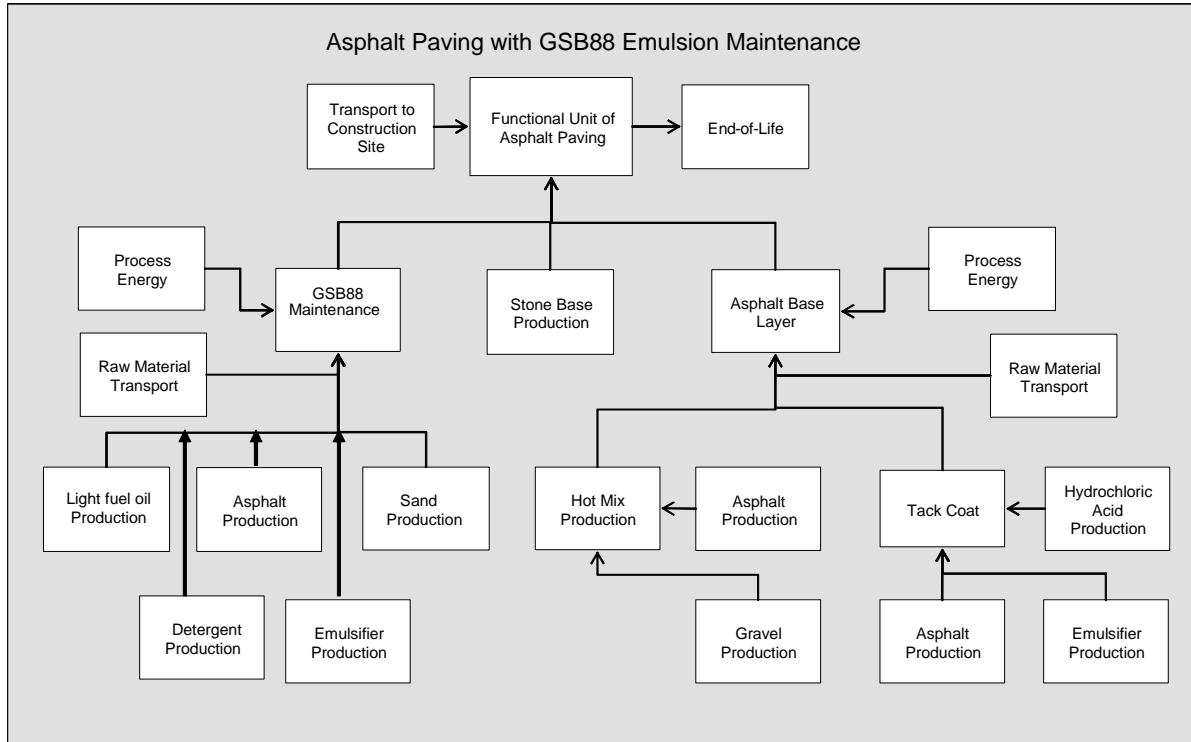 Asphalt Paving with GSB88 Emulsion Maintenance
Transport to
Construction
Site
Functional Unit of
Asphalt Paving
End-of-Life
Process
Energy
GSB88
Maintenance
Stone Base
Production
Asphalt Base
Layer
Process
Energy
Raw Material
Transport
Raw Material
Transport
Light fuel oil
Production
Asphalt
Production
Sand
Production
Hot Mix
Production
Asphalt
Production
Tack Coat
Hydrochloric
Acid
Production
Detergent
Production
Emulsifier
Production
Gravel
Production
Asphalt
Production
Emulsifier
Production